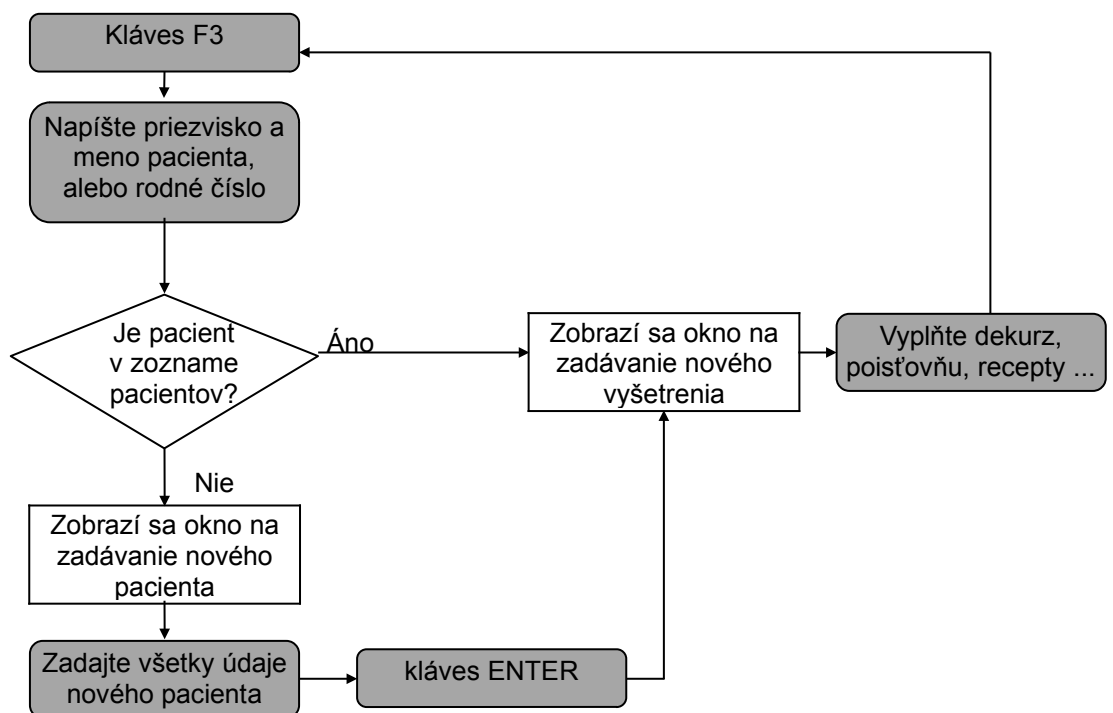 Kláves F3
Napíšte priezvisko a
meno pacienta,
alebo rodné číslo
Je pacient
v zozname
pacientov?
Áno
Zobrazí sa okno na
zadávanie nového
vyšetrenia
Vyplňte dekurz,
poisťovňu, recepty ...
Nie
Zobrazí sa okno na
zadávanie nového
pacienta
Zadajte všetky údaje
nového pacienta
kláves ENTER